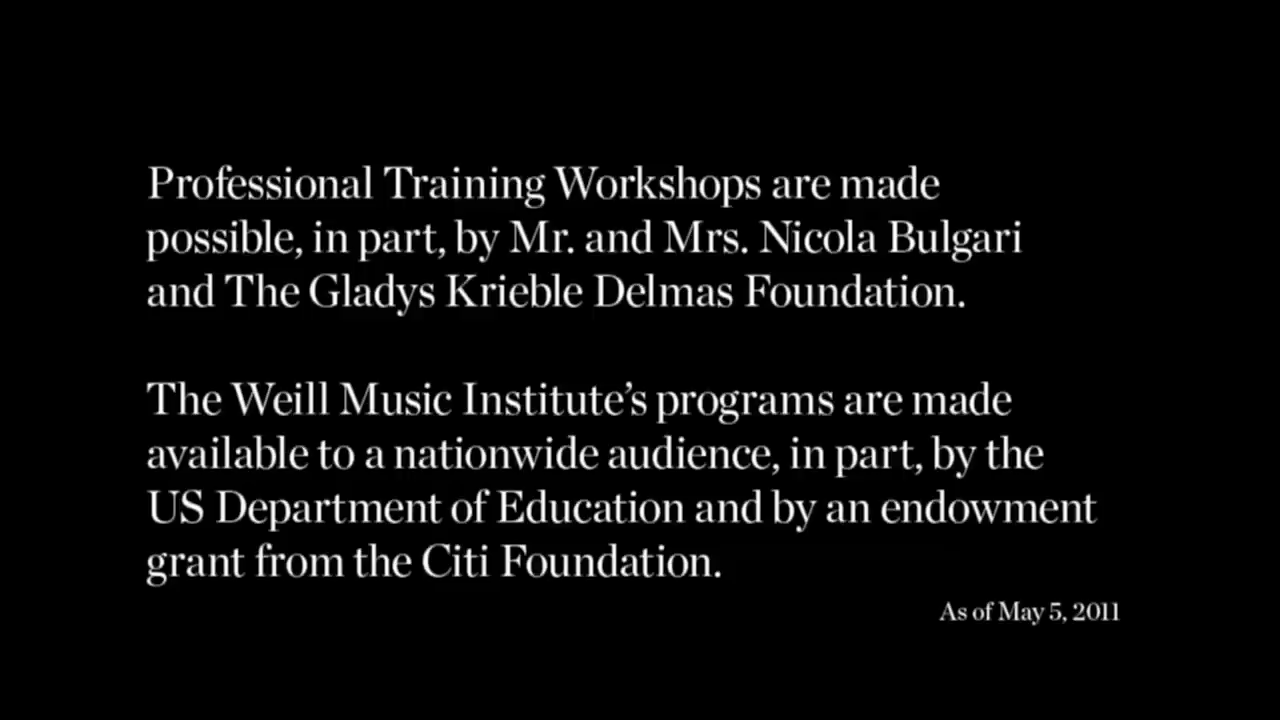 Professional Training Workshops are made
possible, in part, by Mr. and Mrs. Nicola Bulgari
and The Gladys Krieble Delmas Foundation.
The Weill Music Institute’s programs are made
available to a nationwide audience, in part, by the
US Department of Education and by an endowment
grant from the Citi Foundation.
As of May 5, 2011